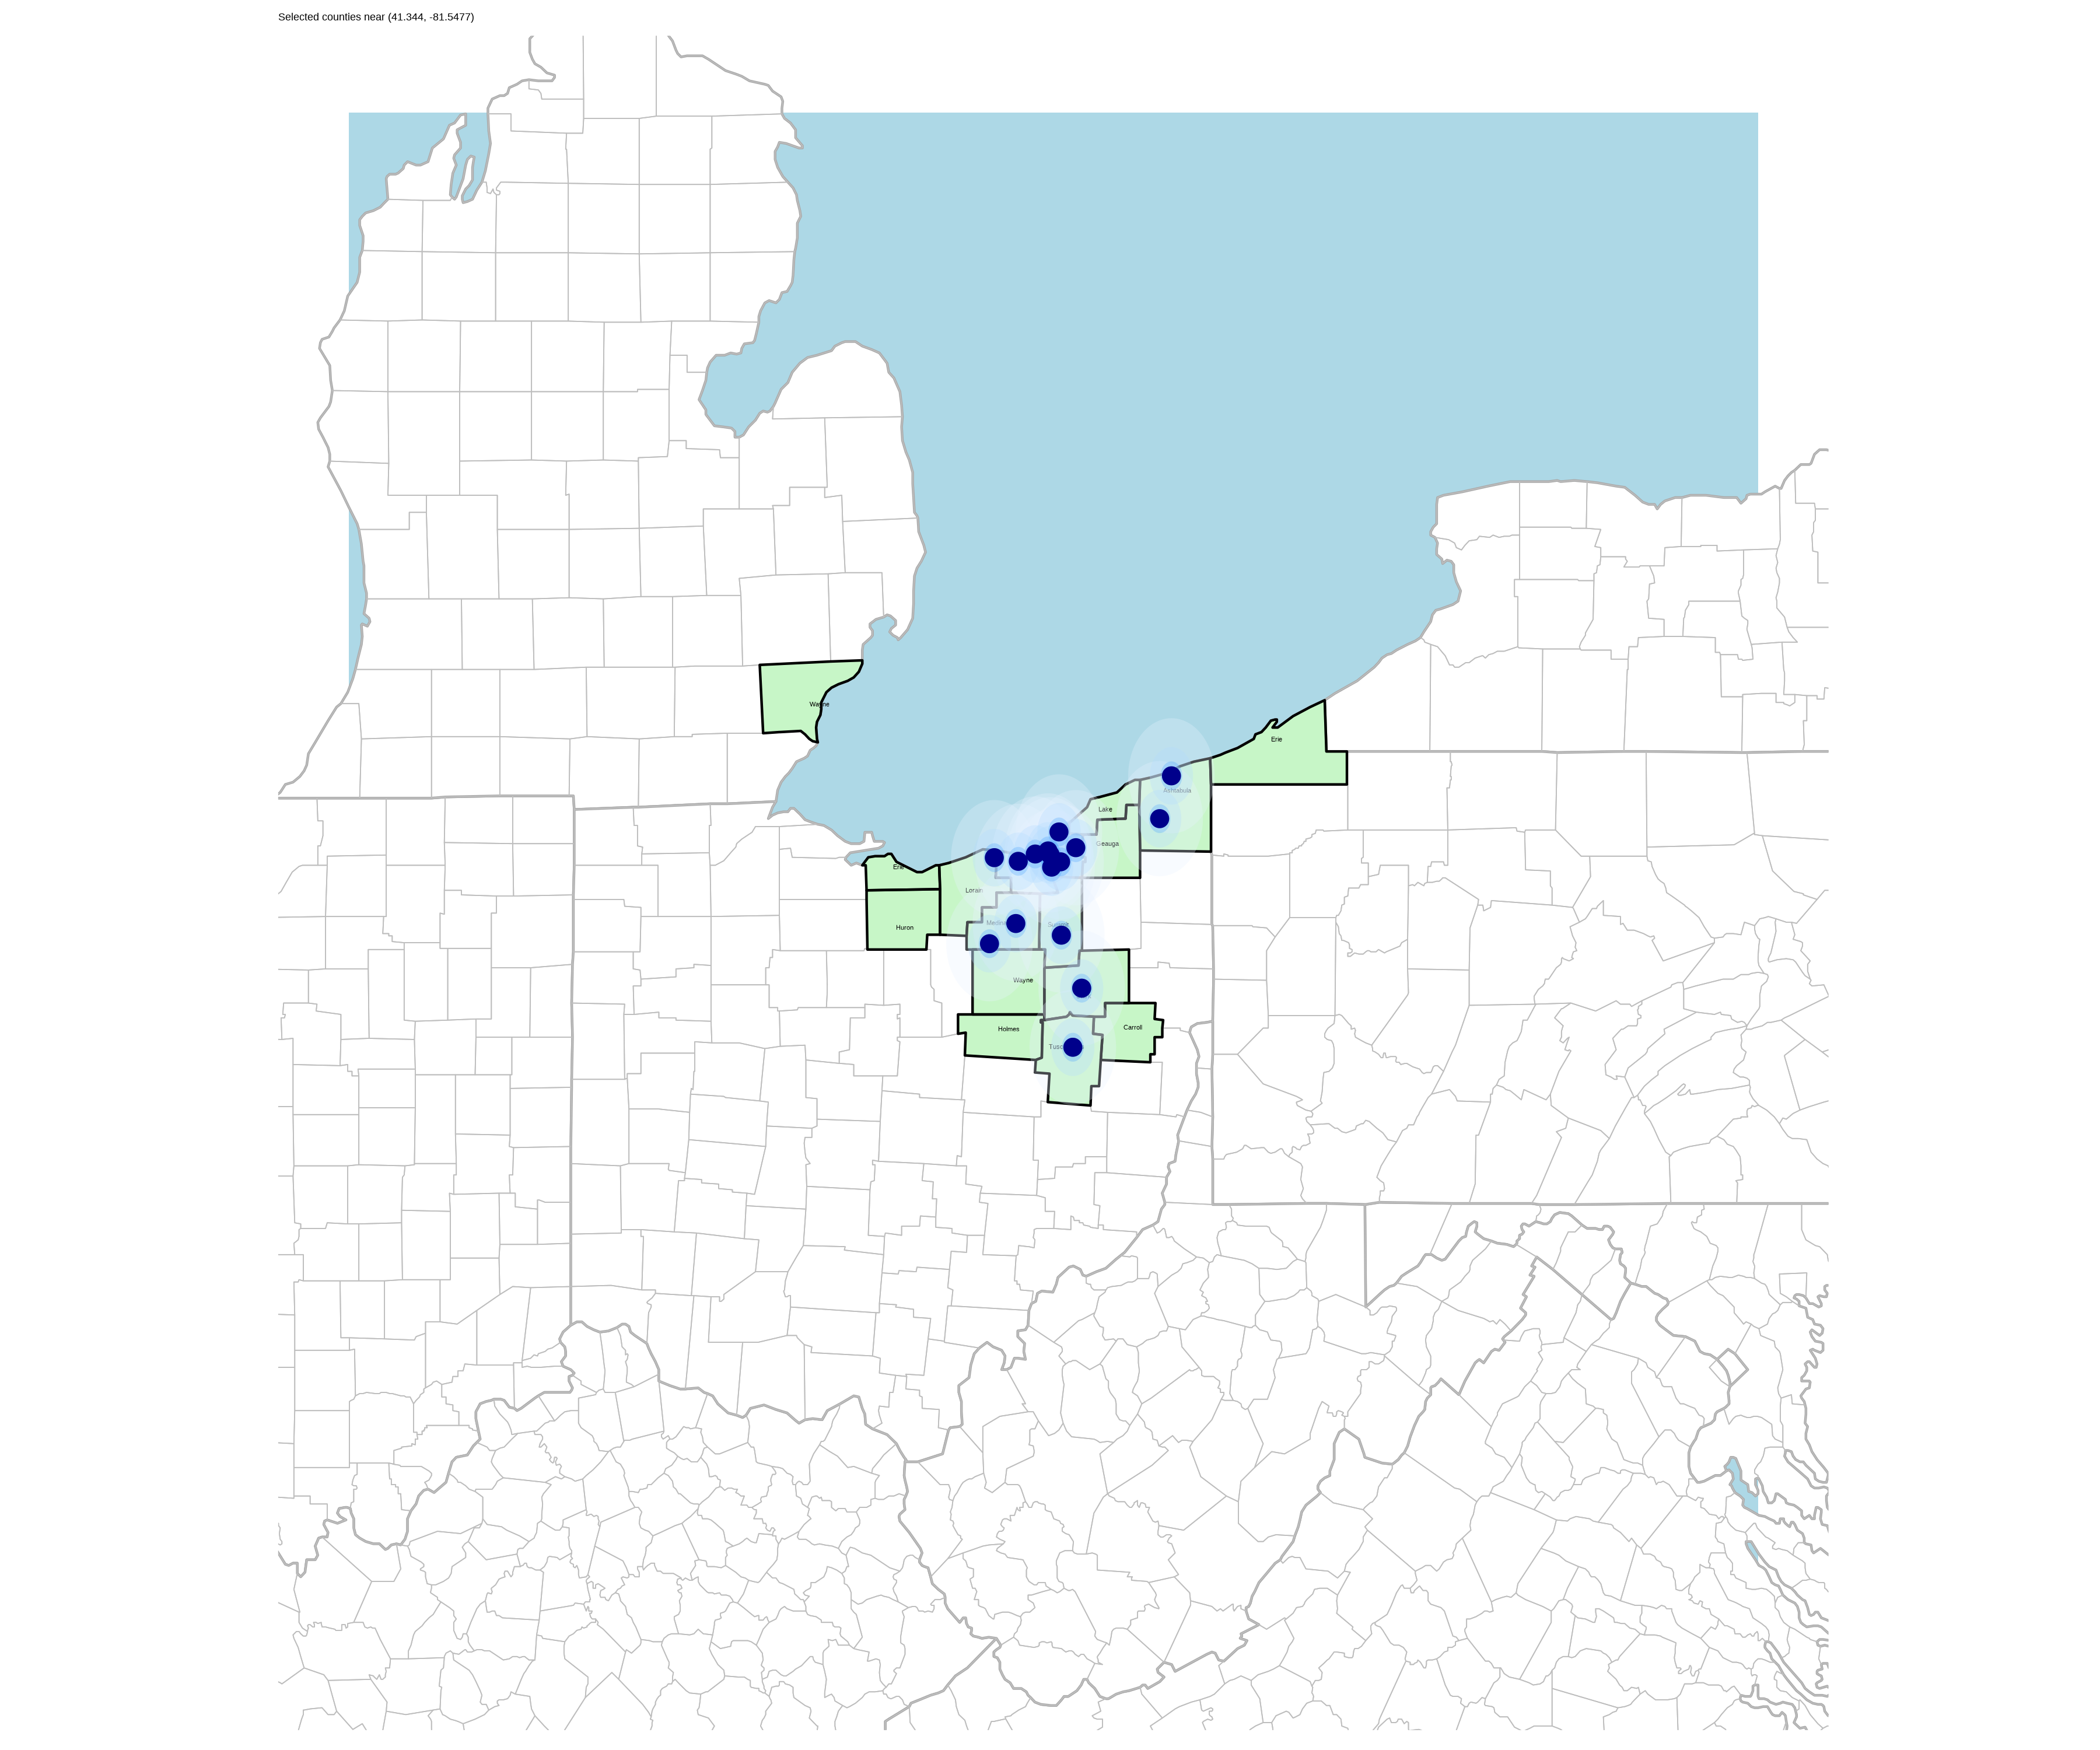 Selected counties near (41.344, -81.5477)
Wayne
Erie
Ashtabula
Lake
Geauga
Erie
Lorain
Huron
Wayne
Holmes
Carroll